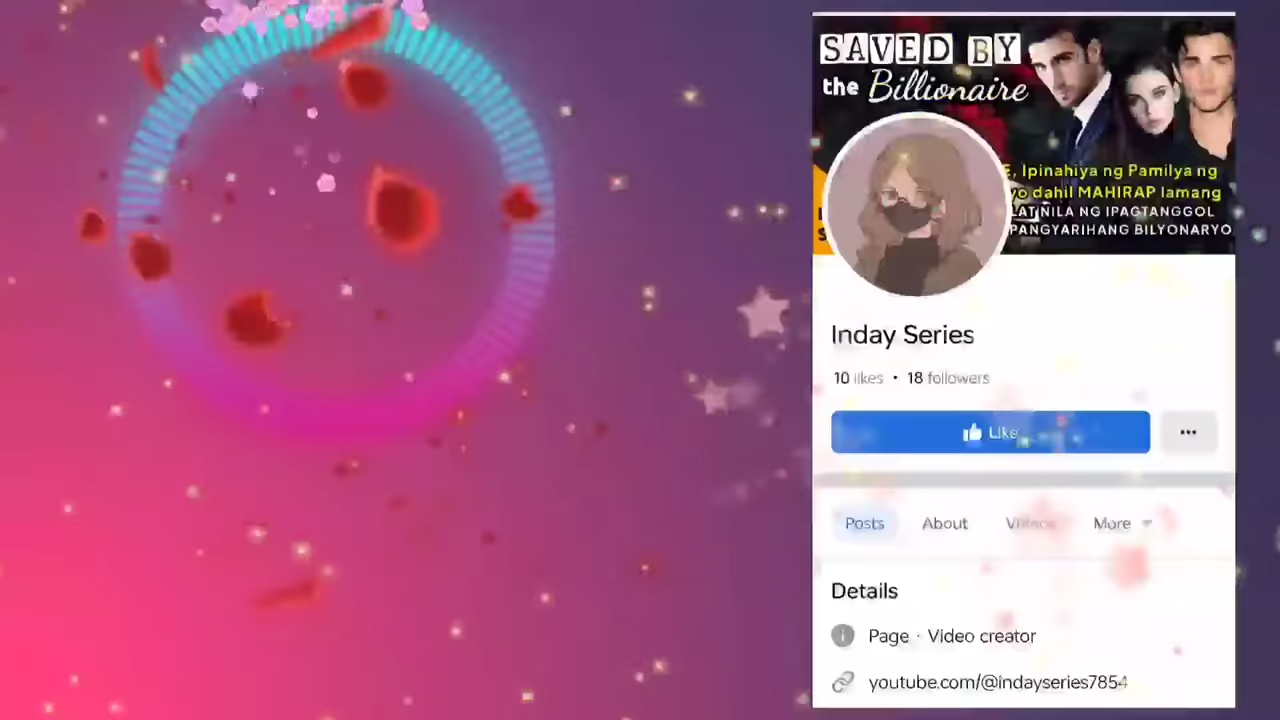 SAVED BY
the Billionaire
Ipinahiya ng Pamilya ng
dahil MAHIRAP lamang
NILA NG IPAGTANGGOL
PANGYARIHANG BILYONARYO
Inday Series
10 likes • 18 followers
Like
Posts About Videos More
Details
Page · Video creator
youtube.com/@indayseries7854